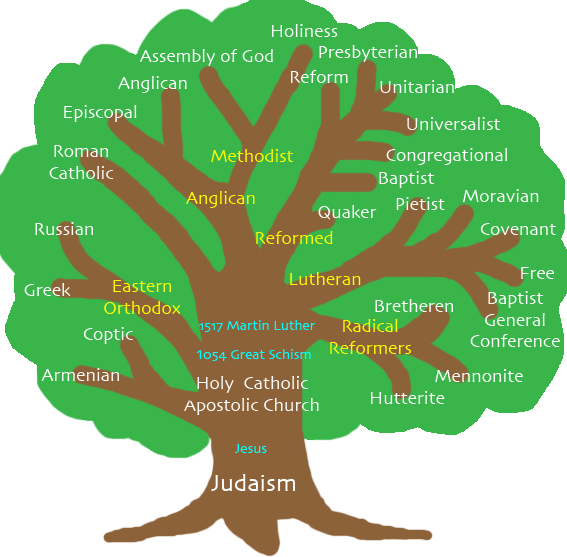 Holiness
Assembly of God
Presbyterian
Anglican
Reform
Unitarian
Episcopal
Universalist
Roman
Catholic
Methodist
Congregational
Baptist
Anglican
Quaker
Pietist
Moravian
Russian
Reformed
Covenant
Greek
Eastern
Orthodox
Lutheran
Free
Baptist
General
Conference
Coptic
1517 Martin Luther
Bretheren
Radical
Reformers
1054 Great Schism
Armenian
Holy Catholic
Apostolic Church
Mennonite
Hutterite
Jesus
Judaism